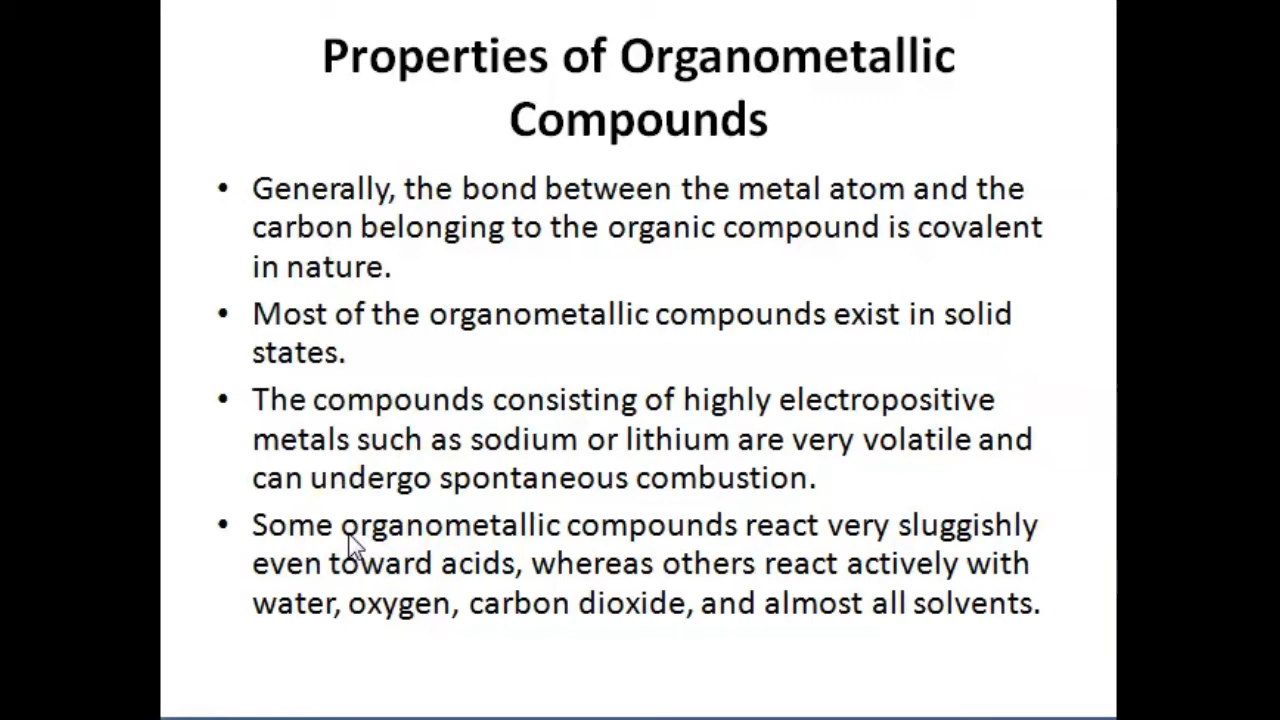 Properties of Organometallic
Compounds
• Generally, the bond between the metal atom and the
carbon belonging to the organic compound is covalent
in nature.
• Most of the organometallic compounds exist in solid
states.
• The compounds consisting of highly electropositive
metals such as sodium or lithium are very volatile and
can undergo spontaneous combustion.
• Some organometallic compounds react very sluggishly
even toward acids, whereas others react actively with
water, oxygen, carbon dioxide, and almost all solvents.